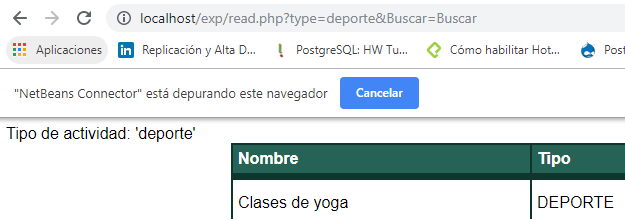 localhost/exp/read.php?type=deporte&Buscar=Buscar
Aplicaciones Replicación y Alta D... PostgreSQL: HW Tu... Cómo habilitar Hot... Post
"NetBeans Connector" está depurando este navegador Cancelar
Tipo de actividad: 'deporte'
Nombre Tipo
Clases de yoga DEPORTE